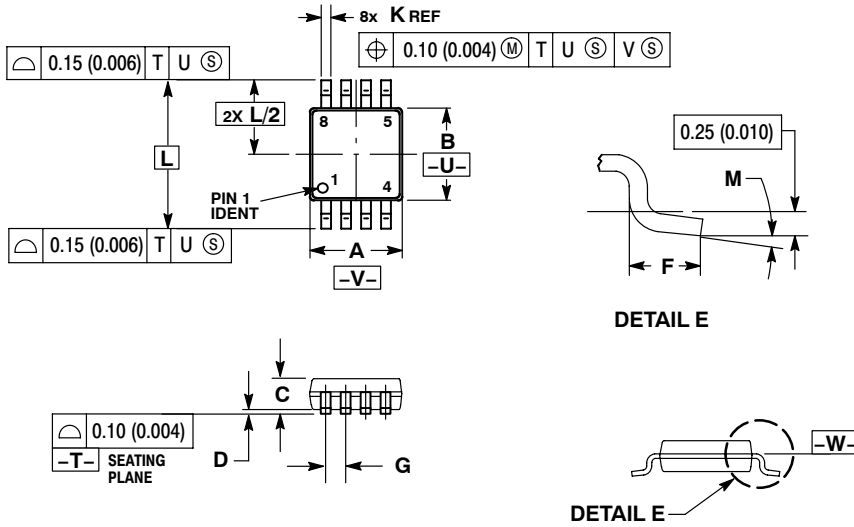 8x K REF
⌖ 0.10 (0.004) Ⓜ T U Ⓢ V Ⓢ
⌓ 0.15 (0.006) T U Ⓢ
2X L/2
8 5
B
–U–
L
PIN 1
IDENT
1 4
⌓ 0.15 (0.006) T U Ⓢ
A
–V–
0.25 (0.010)
M
F
DETAIL E
C
⌓ 0.10 (0.004)
–T– SEATING
PLANE
D
G
–W–
DETAIL E